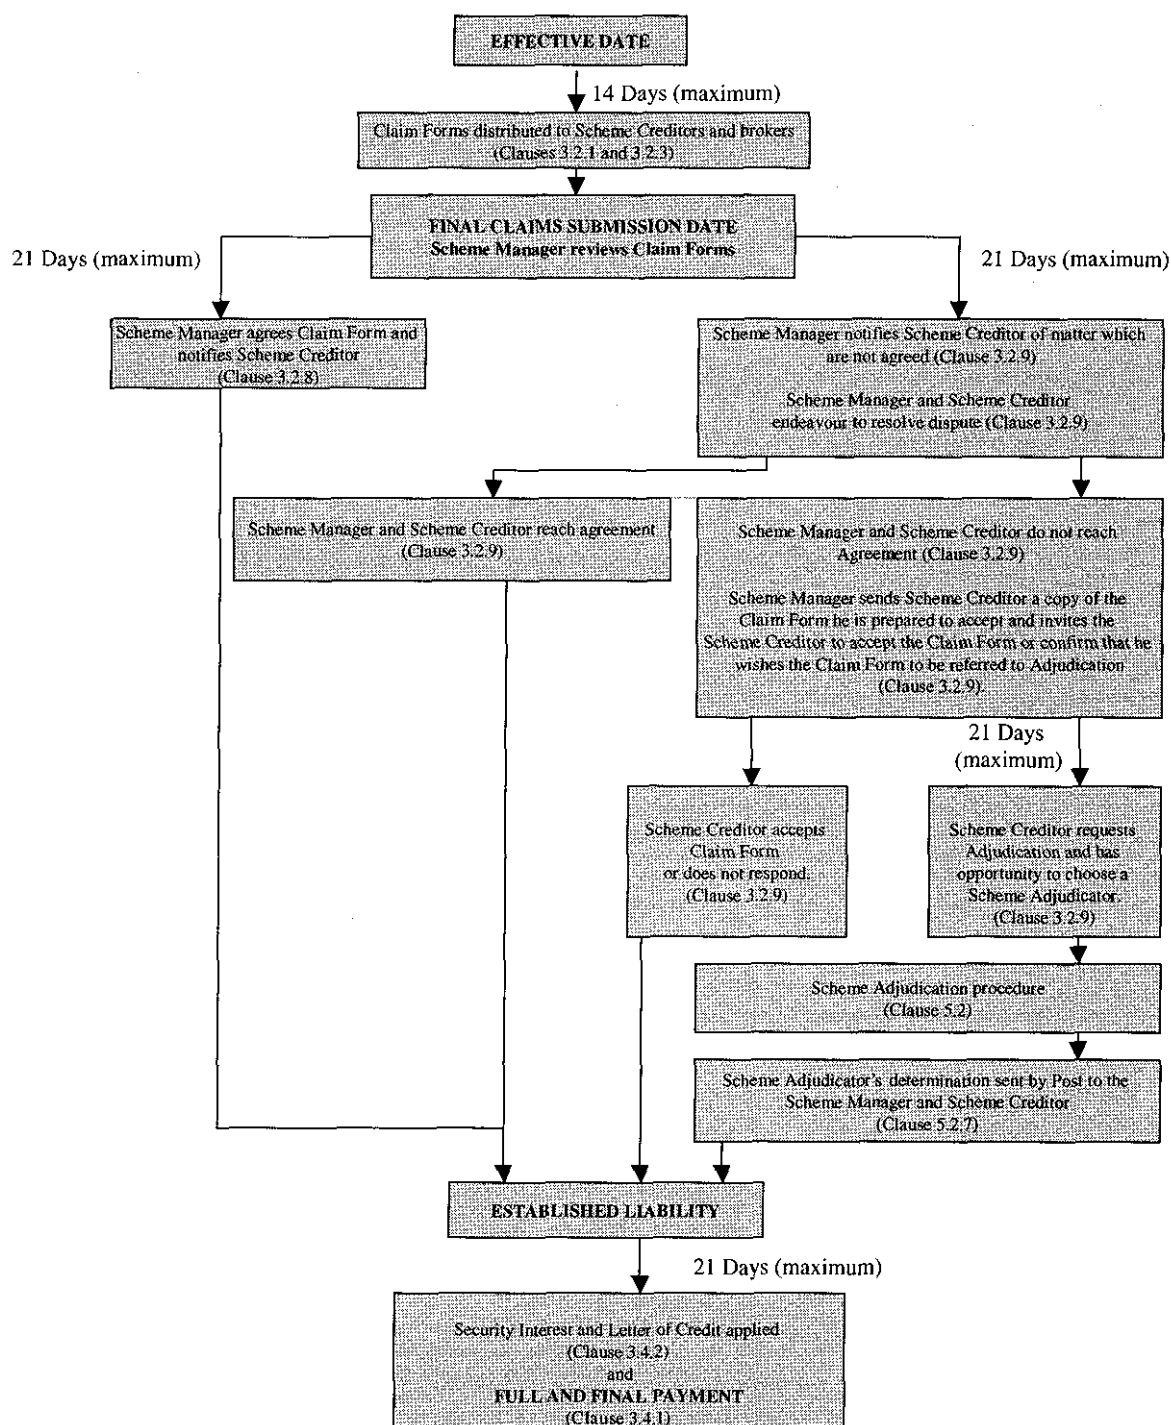 EFFECTIVE DATE
14 Days (maximum)
Claim Forms distributed to Scheme Creditors and brokers
(Clauses 3.2.1 and 3.2.3)
FINAL CLAIMS SUBMISSION DATE
Scheme Manager reviews Claim Forms
21 Days (maximum)
21 Days (maximum)
Scheme Manager agrees Claim Form and
notifies Scheme Creditor
(Clause 3.2.8)
Scheme Manager notifies Scheme Creditor of matter which
are not agreed (Clause 3.2.9)
Scheme Manager and Scheme Creditor
endeavour to resolve dispute (Clause 3.2.9)
Scheme Manager and Scheme Creditor reach agreement
(Clause 3.2.9)
Scheme Manager and Scheme Creditor do not reach
Agreement (Clause 3.2.9)
Scheme Manager sends Scheme Creditor a copy of the
Claim Form he is prepared to accept and invites the
Scheme Creditor to accept the Claim Form or confirm that he
wishes the Claim Form to be referred to Adjudication
(Clause 3.2.9).
21 Days
(maximum)
Scheme Creditor accepts
Claim Form
or does not respond.
(Clause 3.2.9)
Scheme Creditor requests
Adjudication and has
opportunity to choose a
Scheme Adjudicator.
(Clause 3.2.9)
Scheme Adjudication procedure
(Clause 5.2)
Scheme Adjudicator's determination sent by Post to the
Scheme Manager and Scheme Creditor
(Clause 5.2.7)
ESTABLISHED LIABILITY
21 Days (maximum)
Security Interest and Letter of Credit applied
(Clause 3.4.2)
and
FULL AND FINAL PAYMENT
(Clause 3.4.1)